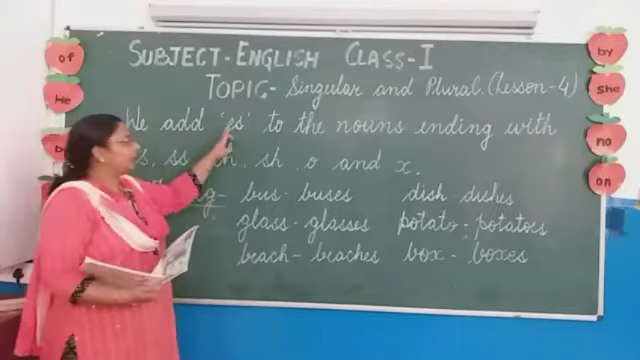 SUBJECT-ENGLISH CLASS-I
TOPIC- Singular and Plural. (Lesson-4)
We add 'es' to the nouns ending with
s, ss, sh, o and x.
bus - buses dish - dishes
glass - glasses potato - potatoes
beach - beaches box - boxes
of
He
by
she
no
on